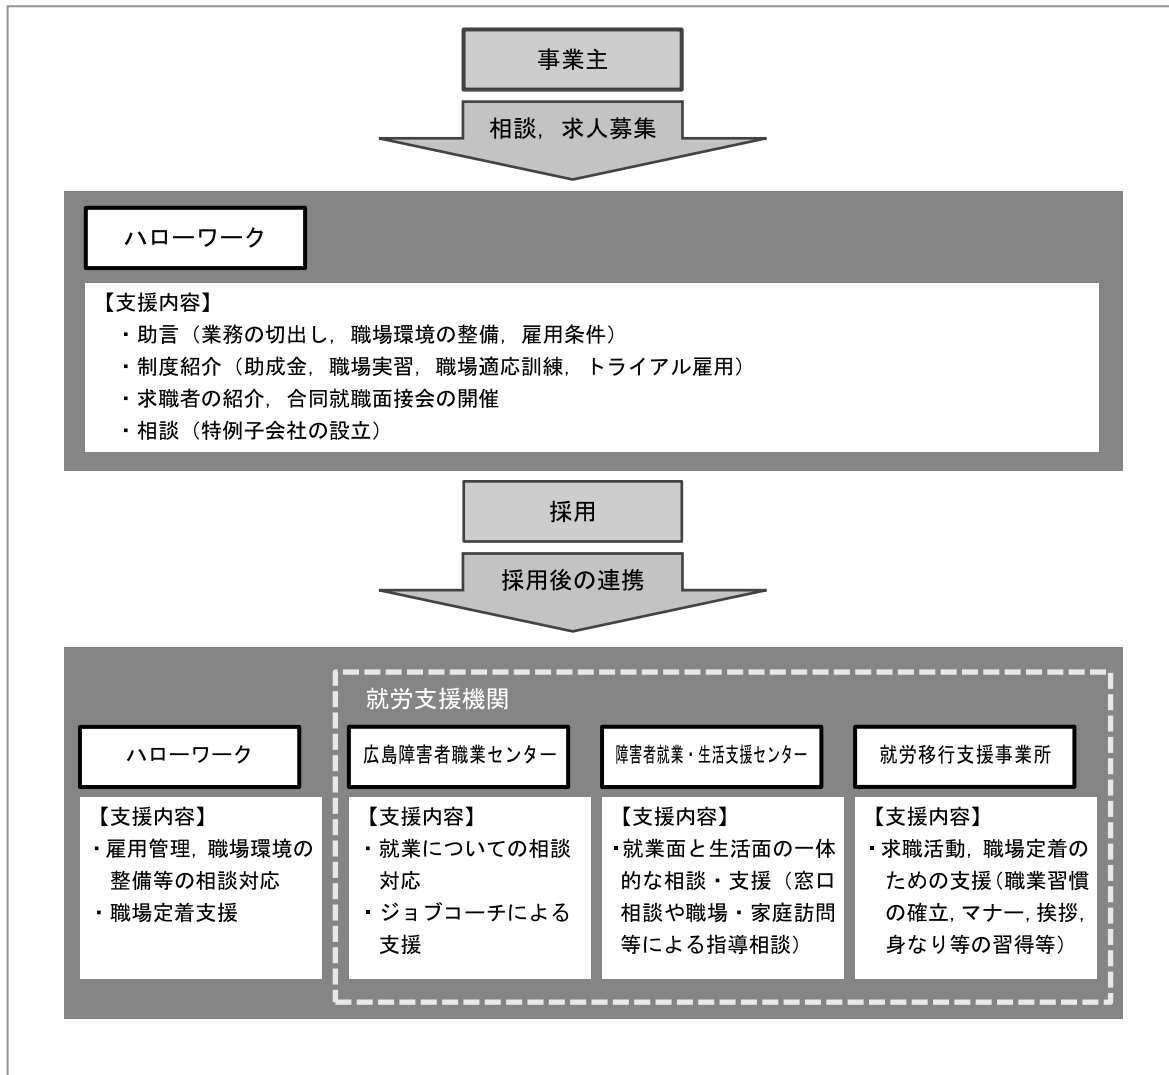 事業主
相談，求人募集
ハローワーク
【支援内容】
・助言（業務の切出し，職場環境の整備，雇用条件）
・制度紹介（助成金，職場実習，職場適応訓練，トライアル雇用）
・求職者の紹介，合同就職面接会の開催
・相談（特例子会社の設立）
採用
採用後の連携
就労支援機関
ハローワーク
【支援内容】
・雇用管理，職場環境の
整備等の相談対応
・職場定着支援
広島障害者職業センター
【支援内容】
・就業についての相談
対応
・ジョブコーチによる
支援
障害者就業・生活支援センター
【支援内容】
・就業面と生活面の一体
的な相談・支援（窓口
相談や職場・家庭訪問
等による指導相談）
就労移行支援事業所
【支援内容】
・求職活動，職場定着の
ための支援（職業習慣
の確立，マナー，挨拶，
身なり等の習得等）